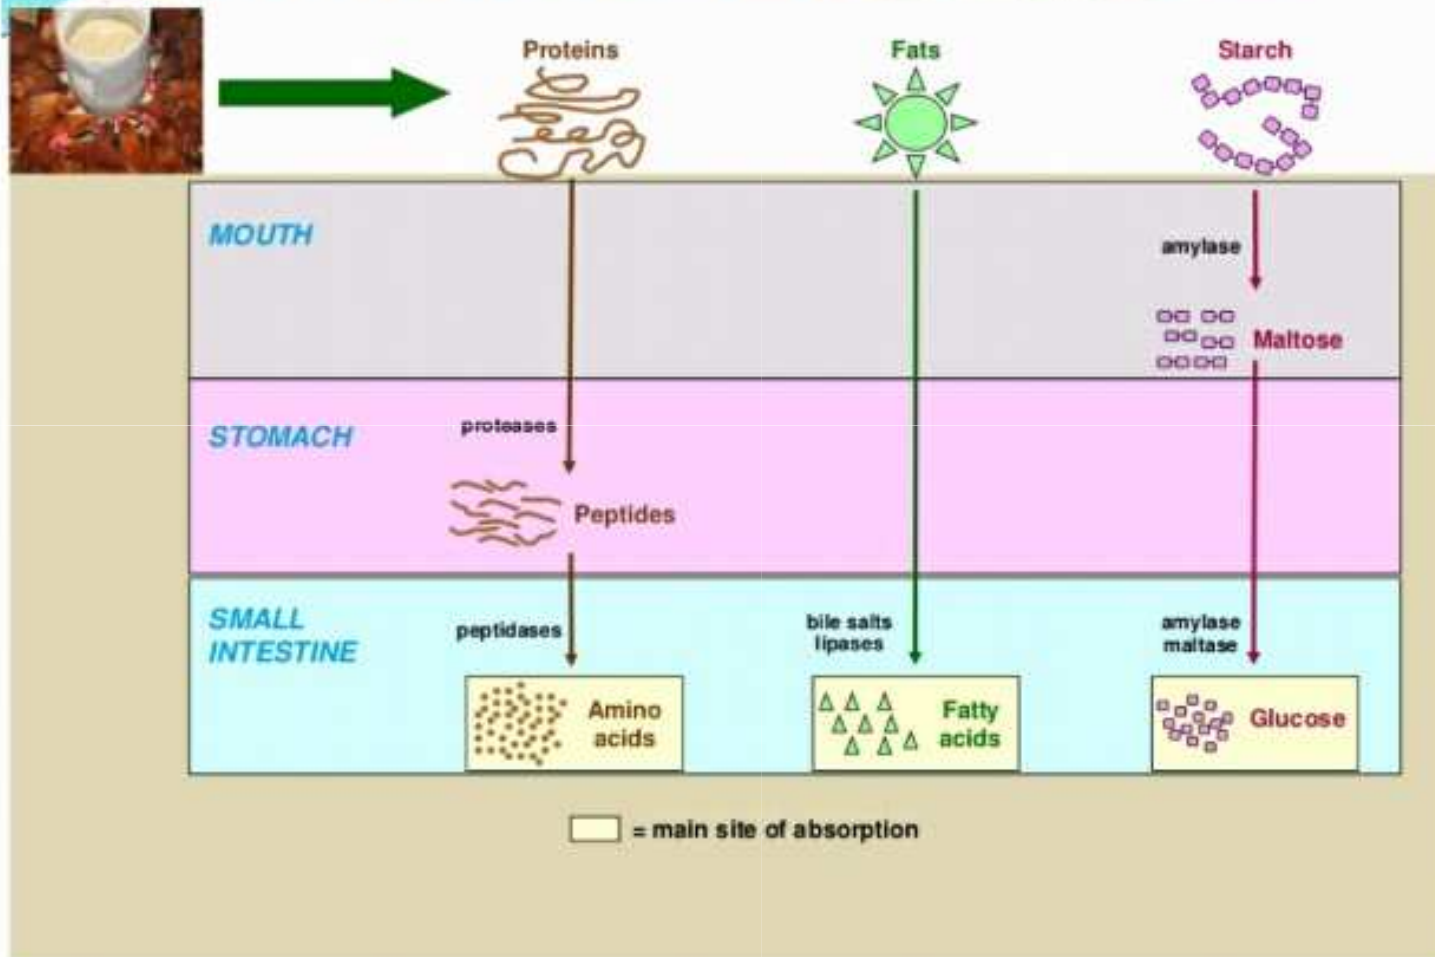 Proteins
Fats
Starch
MOUTH
amylase
Maltose
STOMACH
proteases
Peptides
SMALL
INTESTINE
peptidases
bile salts
lipases
amylase
maltase
Amino
acids
Fatty
acids
Glucose
= main site of absorption